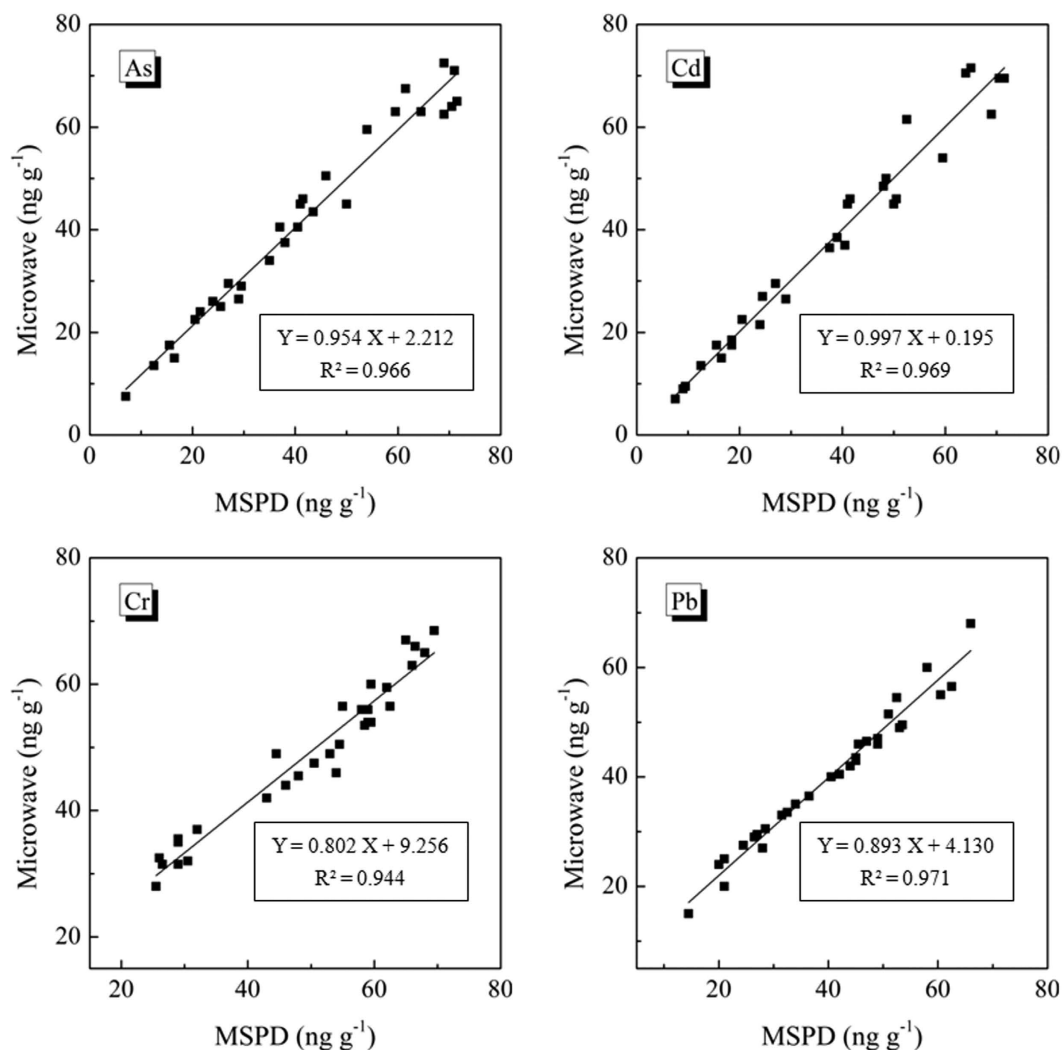 80
60
40
20
0
Microwave (ng g⁻¹)
As
Y = 0.954 X + 2.212
R² = 0.966
0 20 40 60 80
MSPD (ng g⁻¹)
80
60
40
20
0
Microwave (ng g⁻¹)
Cd
Y = 0.997 X + 0.195
R² = 0.969
0 20 40 60 80
MSPD (ng g⁻¹)
80
60
40
20
Microwave (ng g⁻¹)
Cr
Y = 0.802 X + 9.256
R² = 0.944
20 40 60 80
MSPD (ng g⁻¹)
80
60
40
20
Microwave (ng g⁻¹)
Pb
Y = 0.893 X + 4.130
R² = 0.971
20 40 60 80
MSPD (ng g⁻¹)